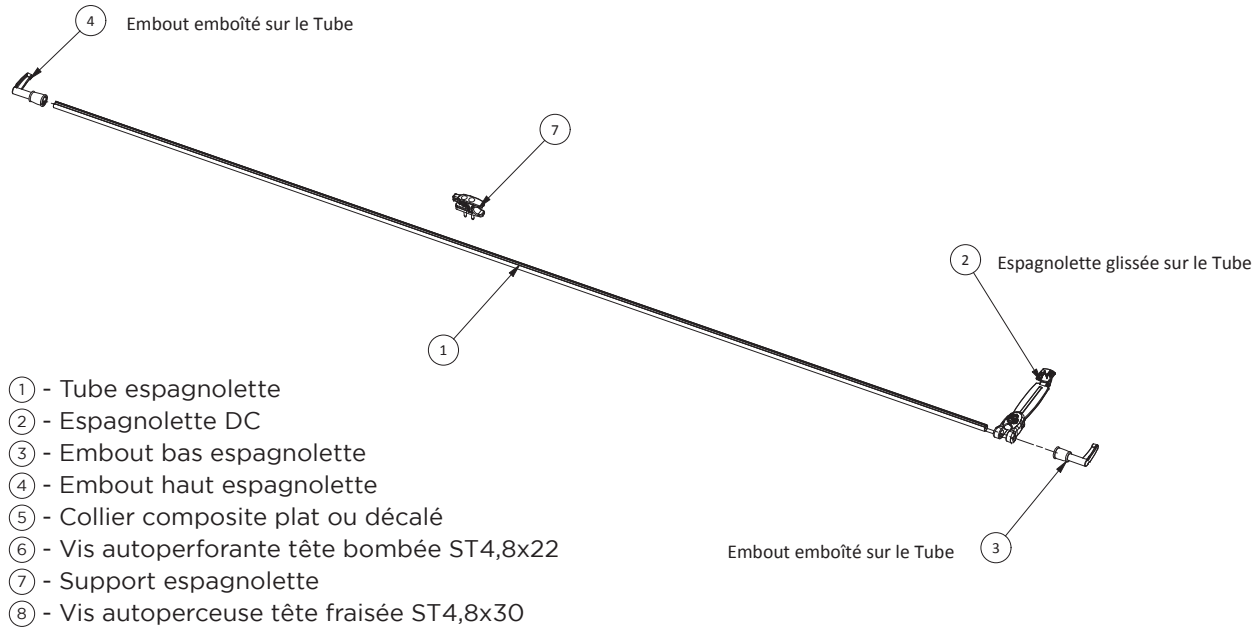 4 Embout emboîté sur le Tube
7
2 Espagnolette glissée sur le Tube
1
1 - Tube espagnolette
2 - Espagnolette DC
3 - Embout bas espagnolette
4 - Embout haut espagnolette
5 - Collier composite plat ou décalé
6 - Vis autoperforante tête bombée ST4,8x22
Embout emboîté sur le Tube 3
7 - Support espagnolette
8 - Vis autoperceuse tête fraisée ST4,8x30